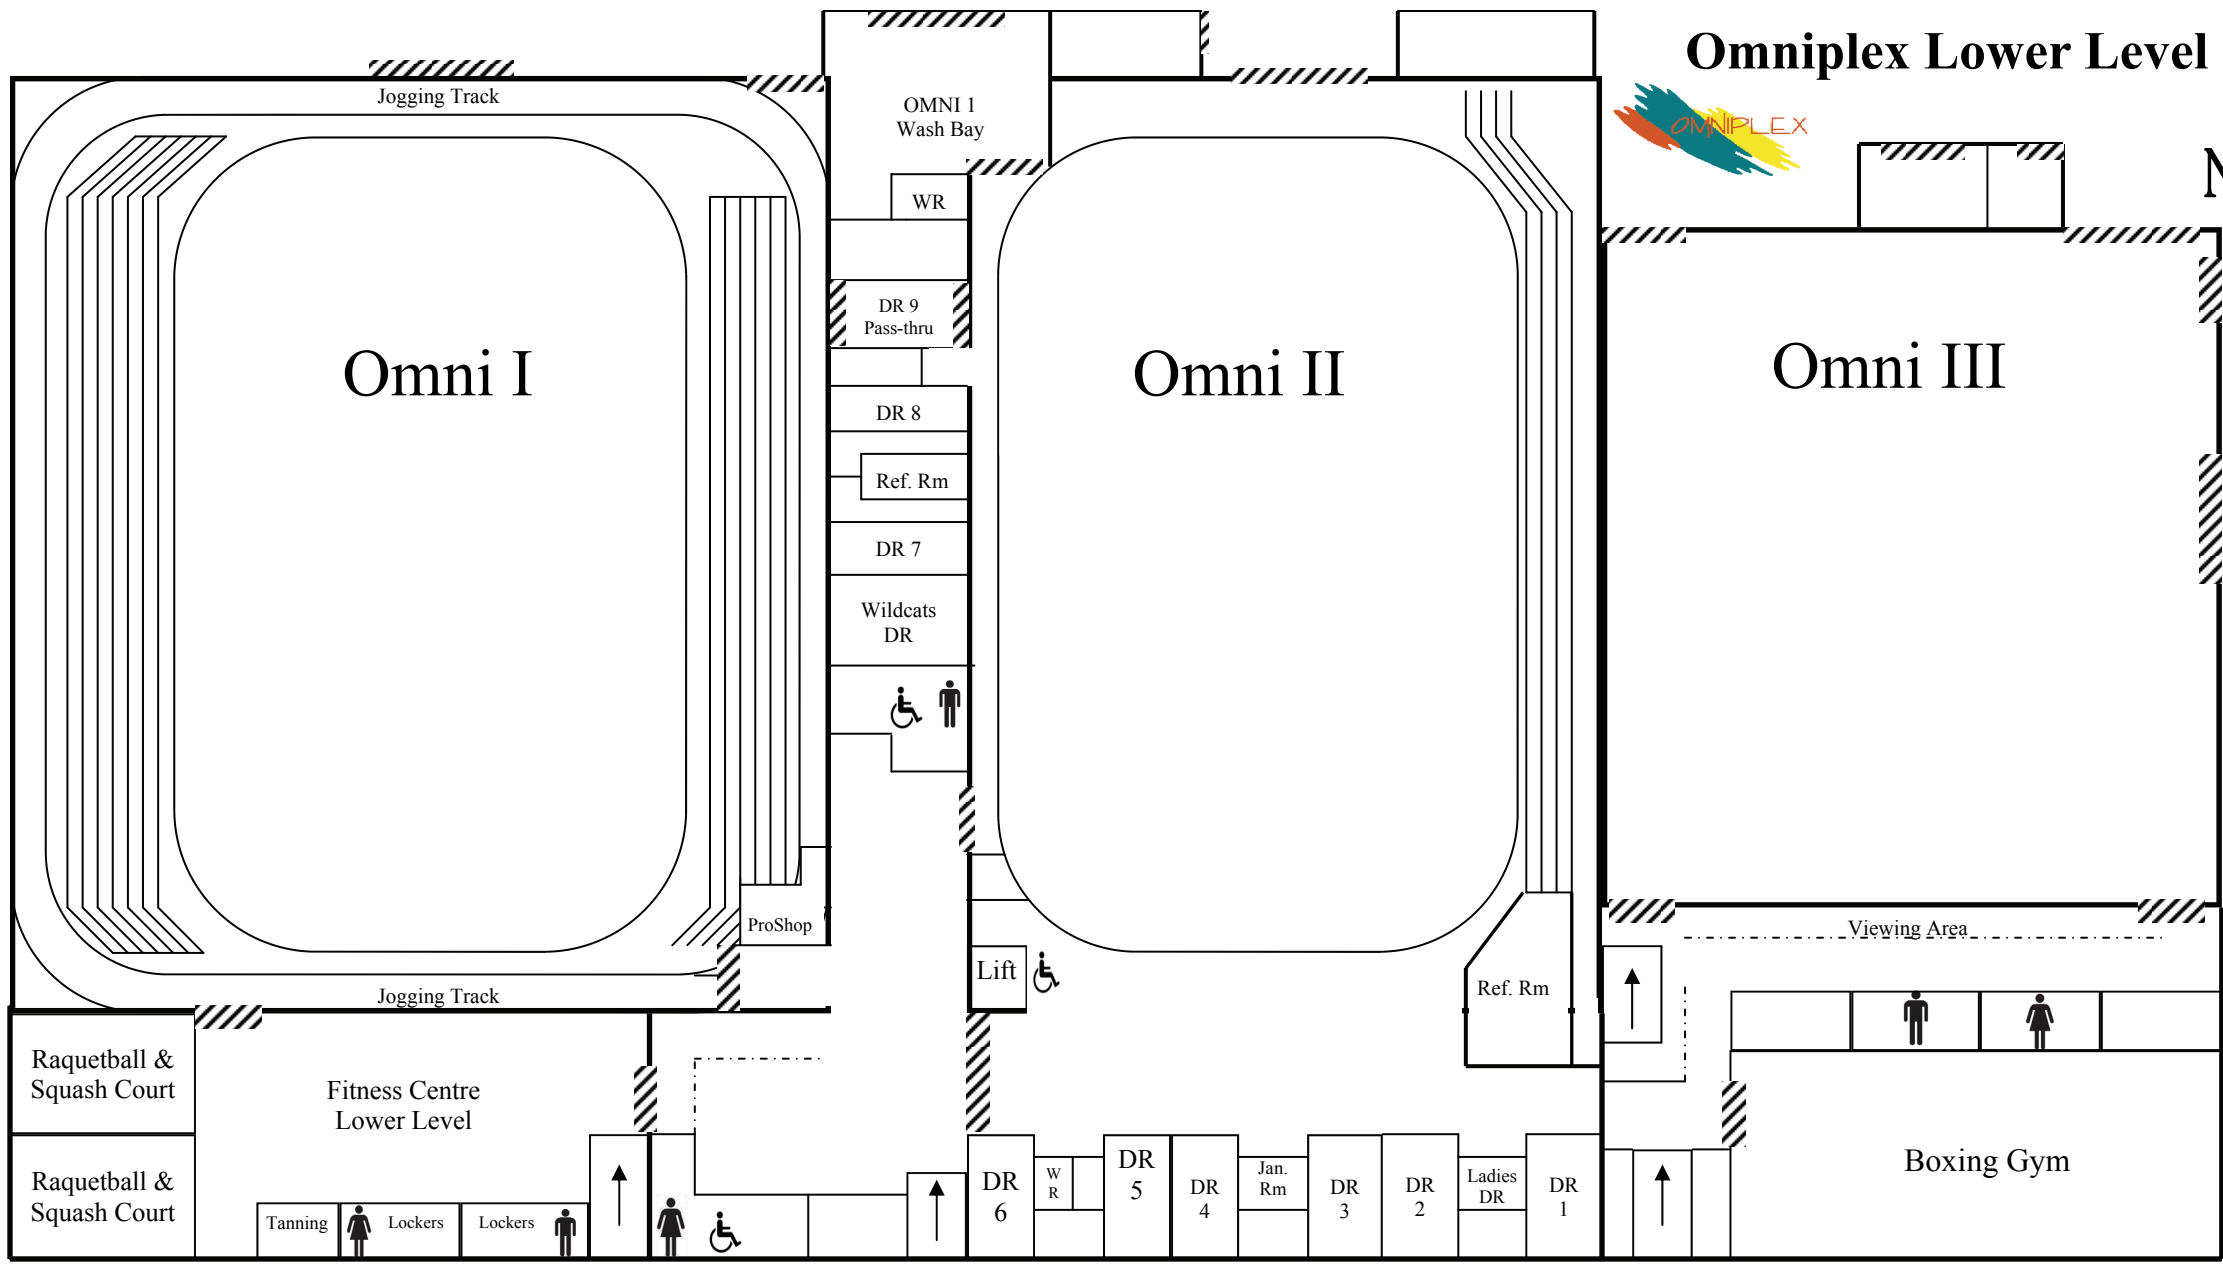 Omniplex Lower Level
OMNIPLEX
N
Jogging Track
OMNI 1
Wash Bay
WR
DR 9
Pass-thru
Omni I
Omni II
Omni III
DR 8
Ref. Rm
DR 7
Wildcats
DR
ProShop
Viewing Area
Lift
Ref. Rm
Jogging Track
Raquetball &
Squash Court
Fitness Centre
Lower Level
Raquetball &
Squash Court
Tanning
Lockers
Lockers
DR
6
W
R
DR
5
DR
4
Jan.
Rm
DR
3
DR
2
Ladies
DR
DR
1
Boxing Gym